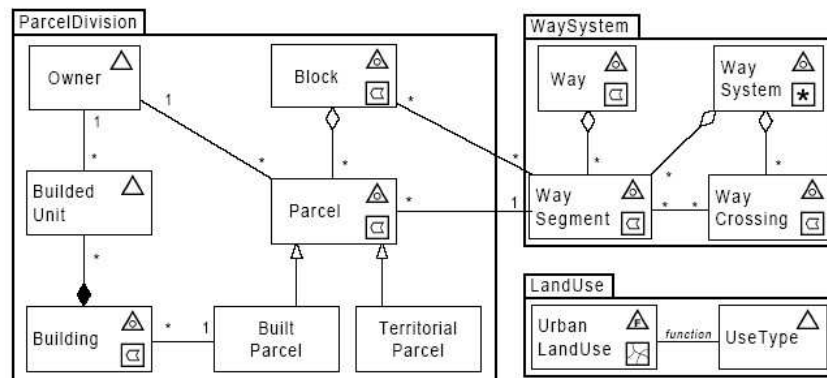 ParcelDivision
Owner
Block
1
1
*
*
*
*
Builded
Unit
Parcel
*
*
1
*
Building
*
1
Built
Parcel
Territorial
Parcel
WaySystem
Way
Way
System
*
*
*
*
*
Way
Segment
*
*
Way
Crossing
LandUse
Urban
LandUse
F
function
UseType